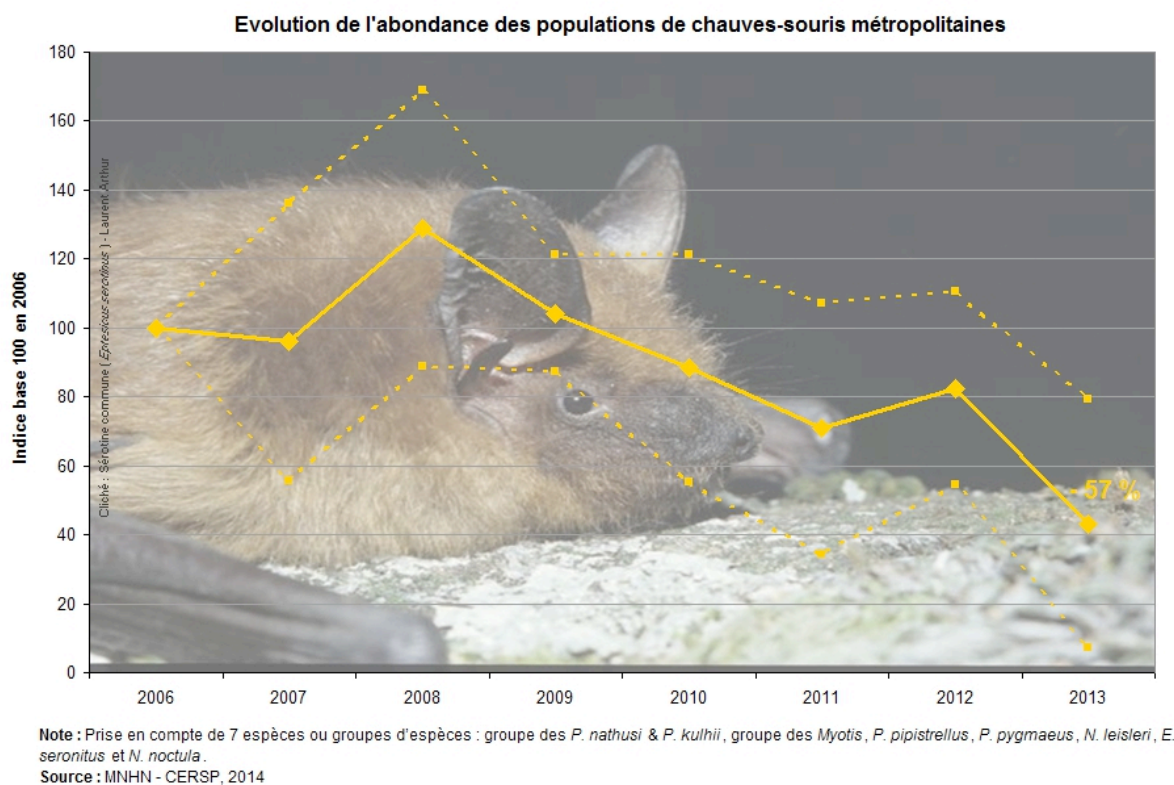 Evolution de l'abondance des populations de chauves-souris métropolitaines
Indice base 100 en 2006
180
160
140
120
100
80
60
40
20
0
Cliché : Sérotine commune ( Eptesicus serotinus ) - Laurent Arthur
- 57 %
2006 2007 2008 2009 2010 2011 2012 2013
Note : Prise en compte de 7 espèces ou groupes d'espèces : groupe des P. nathusi & P. kulhii, groupe des Myotis, P. pipistrellus, P. pygmaeus, N. leisleri, E.
seronitus et N. noctula.
Source : MNHN - CERSP, 2014